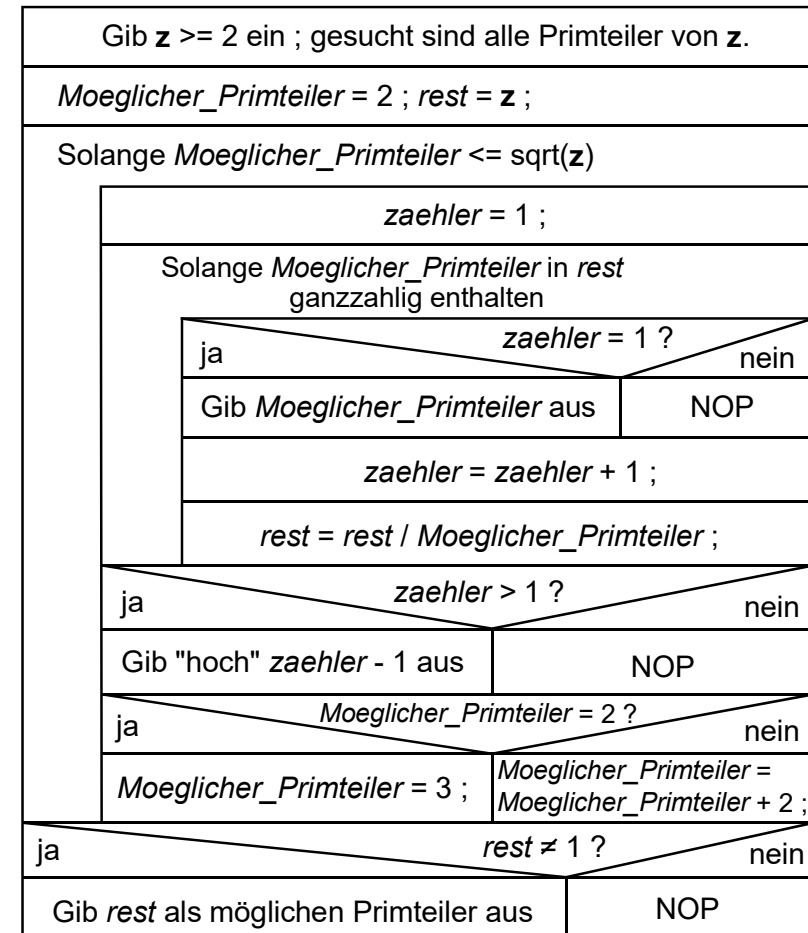 Gib z >= 2 ein ; gesucht sind alle Primteiler von z.
Moeglicher_Primteiler = 2 ; rest = z ;
Solange Moeglicher_Primteiler <= sqrt(z)
zaehler = 1 ;
Solange Moeglicher_Primteiler in rest
ganzzahlig enthalten
zaehler = 1 ?
ja
nein
Gib Moeglicher_Primteiler aus
NOP
zaehler = zaehler + 1 ;
rest = rest / Moeglicher_Primteiler ;
zaehler > 1 ?
ja
nein
Gib "hoch" zaehler - 1 aus
NOP
Moeglicher_Primteiler = 2 ?
ja
nein
Moeglicher_Primteiler = 3 ;
Moeglicher_Primteiler =
Moeglicher_Primteiler + 2 ;
rest ≠ 1 ?
ja
nein
Gib rest als möglichen Primteiler aus
NOP